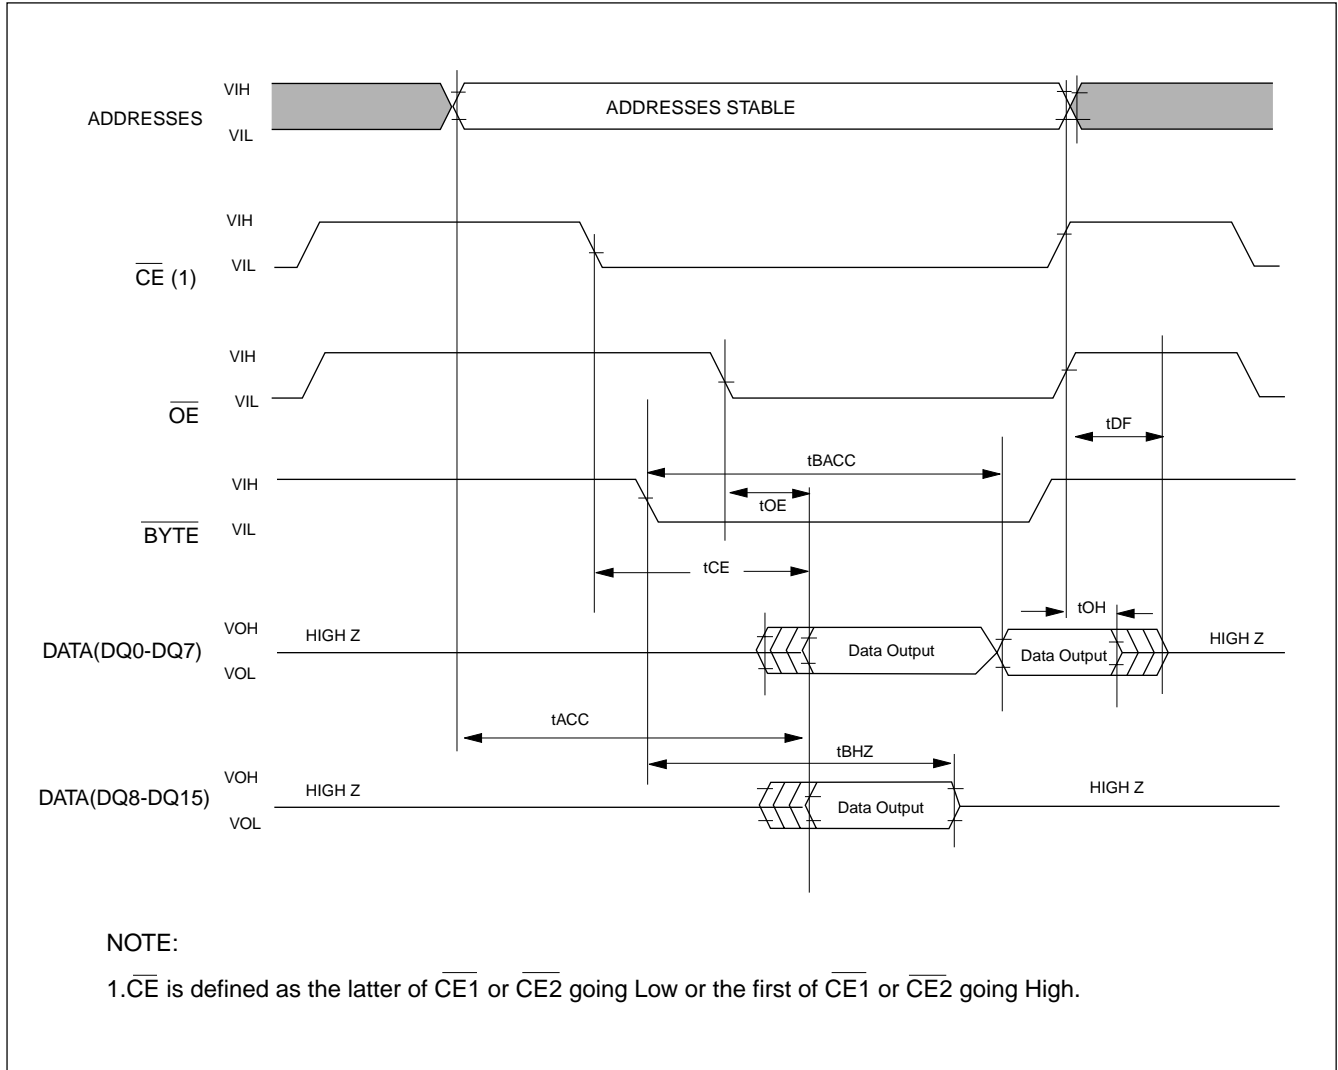 VIH
ADDRESSES
ADDRESSES STABLE
VIL
VIH
CE (1)
VIL
VIH
OE
VIL
tDF
tBACC
VIH
tOE
BYTE
VIL
tCE
tOH
VOH
DATA(DQ0-DQ7)
HIGH Z
Data Output
Data Output
HIGH Z
VOL
tACC
tBHZ
VOH
DATA(DQ8-DQ15)
HIGH Z
Data Output
HIGH Z
VOL
NOTE:
1.CE is defined as the latter of CE1 or CE2 going Low or the first of CE1 or CE2 going High.